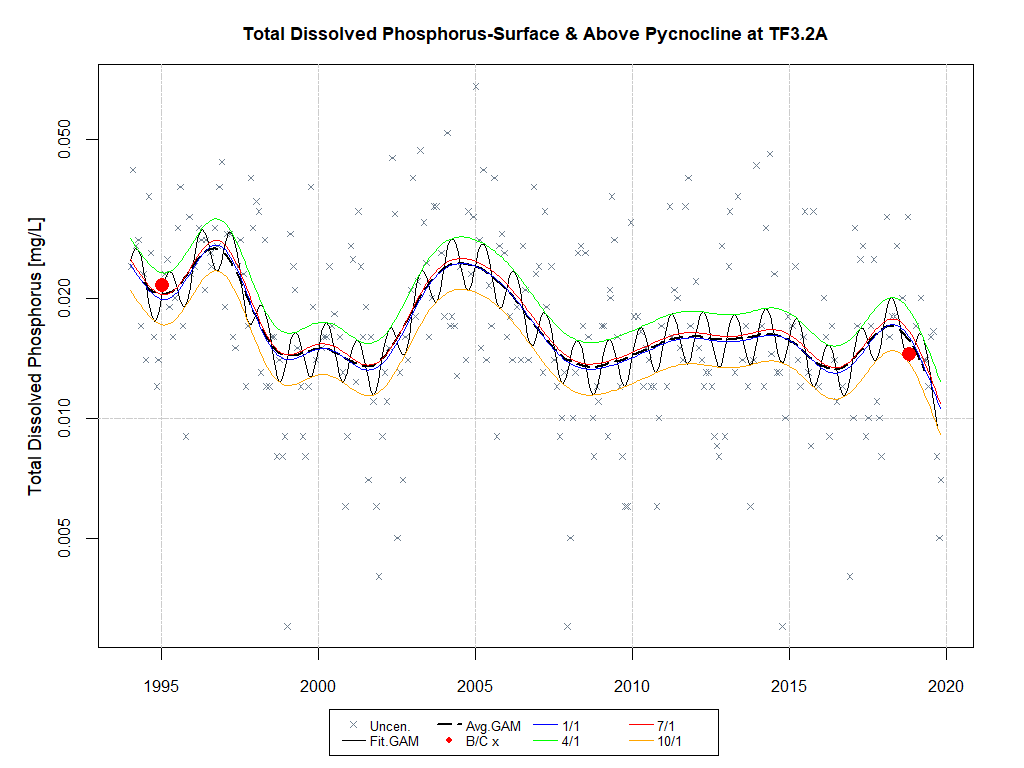 Total Dissolved Phosphorus-Surface & Above Pycnocline at TF3.2A
Total Dissolved Phosphorus [mg/L]
0.050
0.020
0.010
0.005
1995 2000 2005 2010 2015 2020
Uncen. Avg.GAM 1/1 7/1
Fit.GAM B/C x 4/1 10/1